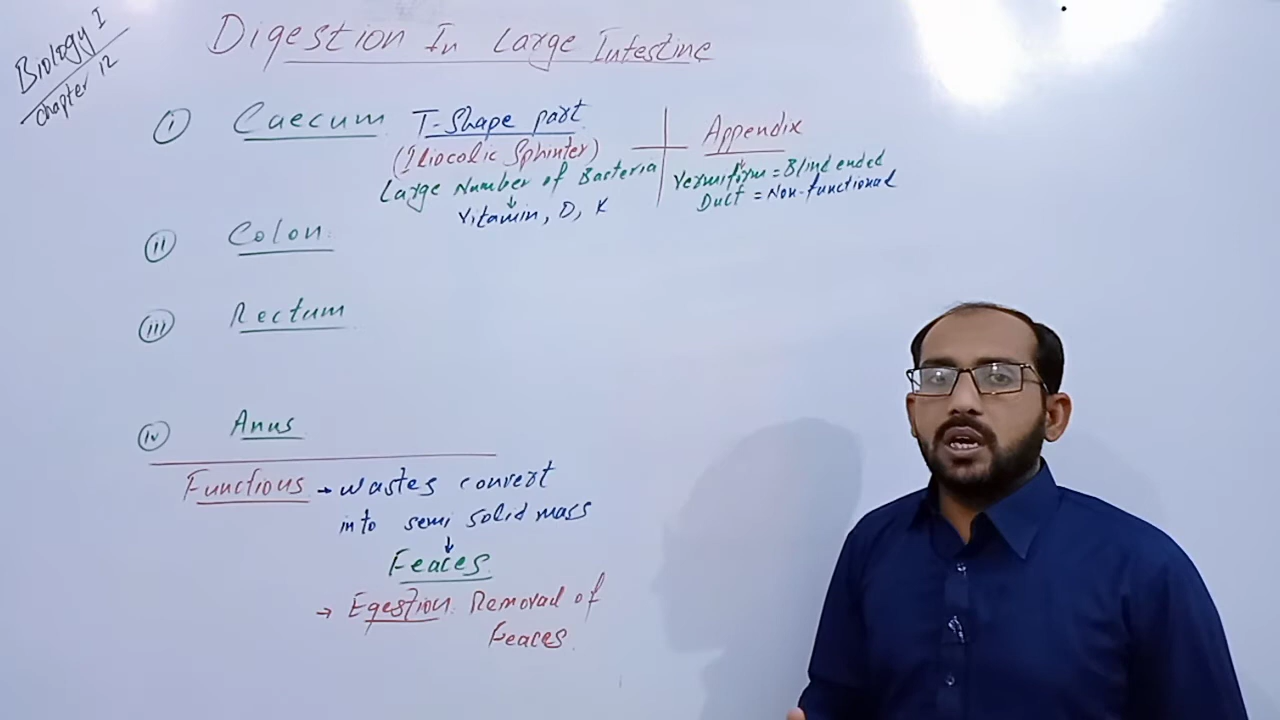 Biology I
Chapter 12
Digestion In Large Intestine
(i) Caecum T-Shape part
(Iliocolic Sphinter)
Large Number of Bacteria
↓
Vitamin, D, K
Appendix
Vermiform = Blind ended
Duct = Non-functional
(ii) Colon.
(iii) Rectum
(iv) Anus
Functions → Wastes convert
into semi solid mass
↓
Feaces
→ Egestion. Removal of
Feaces.